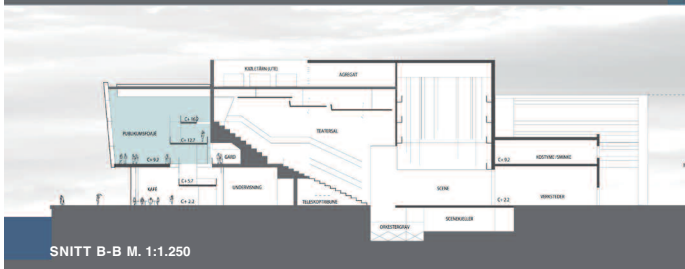 KJØLETÅRN (UTE)
AGREGAT
C+ 16
PUBLIKUMSFOAJE
C+ 12.7
TEATERSAL
C+ 9.2
GARD
C+ 9.2
KOSTYME /SMINKE
C+ 5.7
KAFE
UNDERVISNING
SCENE
C+ 2.2
TELESKOPTRIBUNE
C+ 2.2
VERKSTEDER
SCENEKJELLER
ORKESTERGRAV
SNITT B-B M. 1:1.250